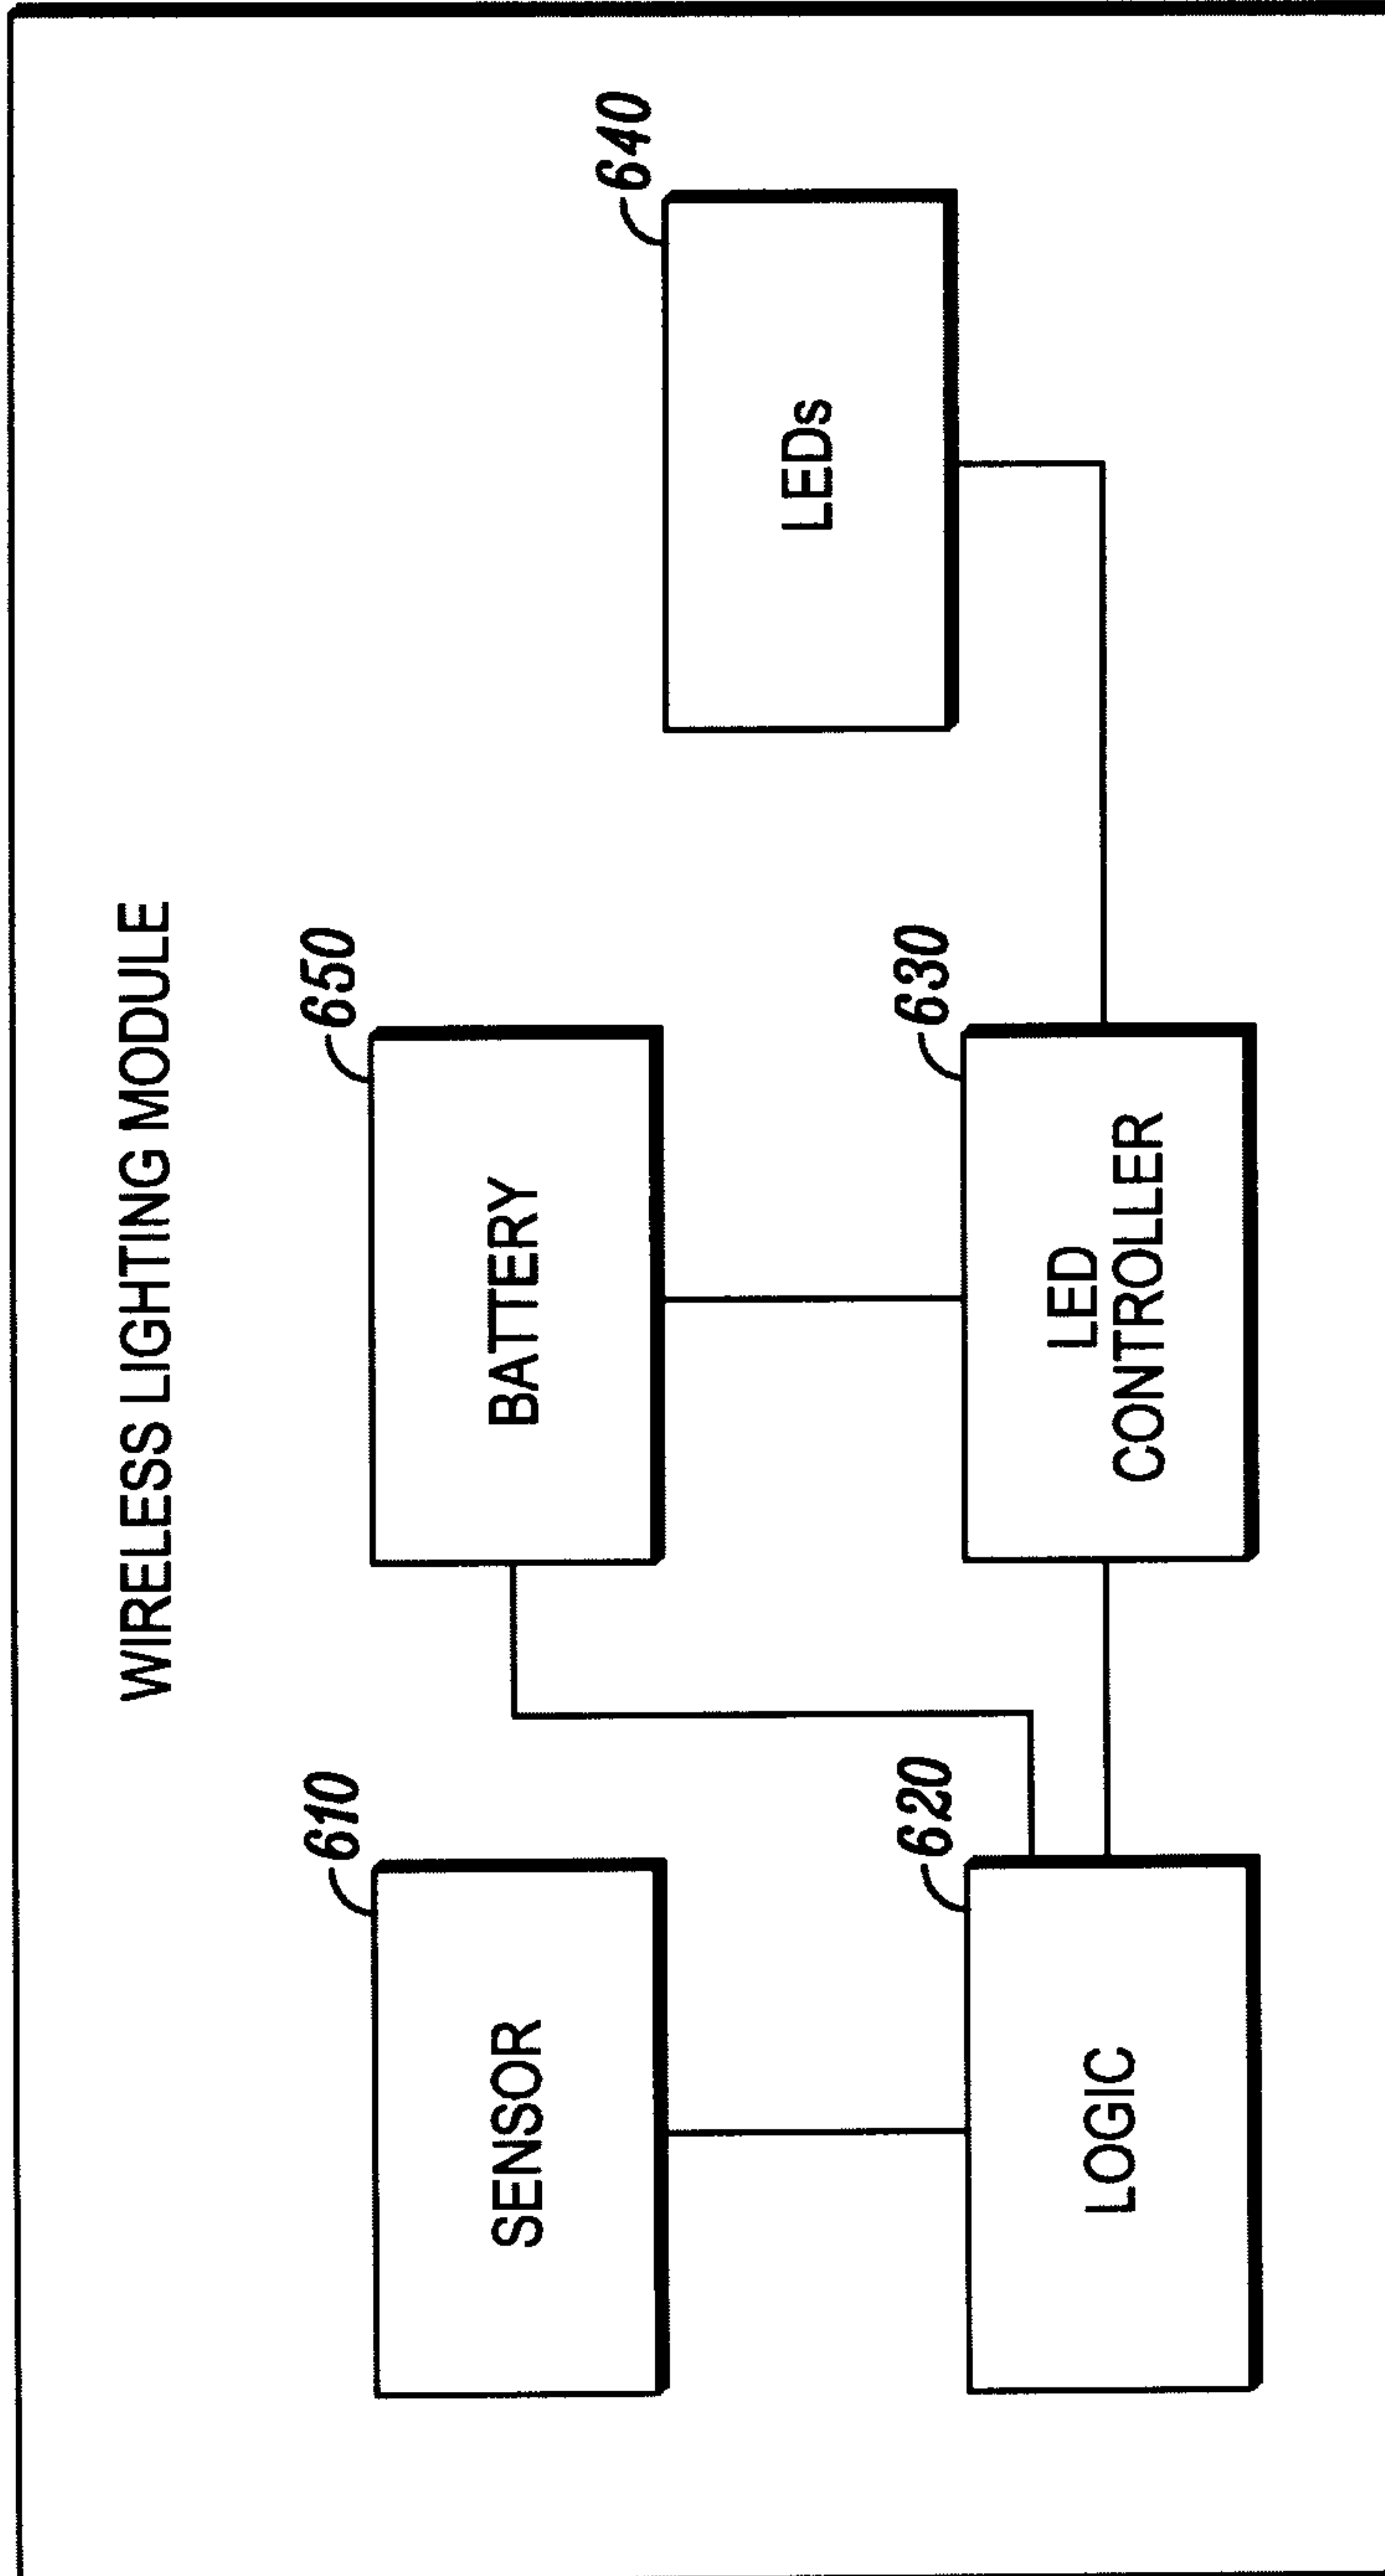 WIRELESS LIGHTING MODULE
610
SENSOR
650
BATTERY
640
LEDs
620
LOGIC
630
LED
CONTROLLER